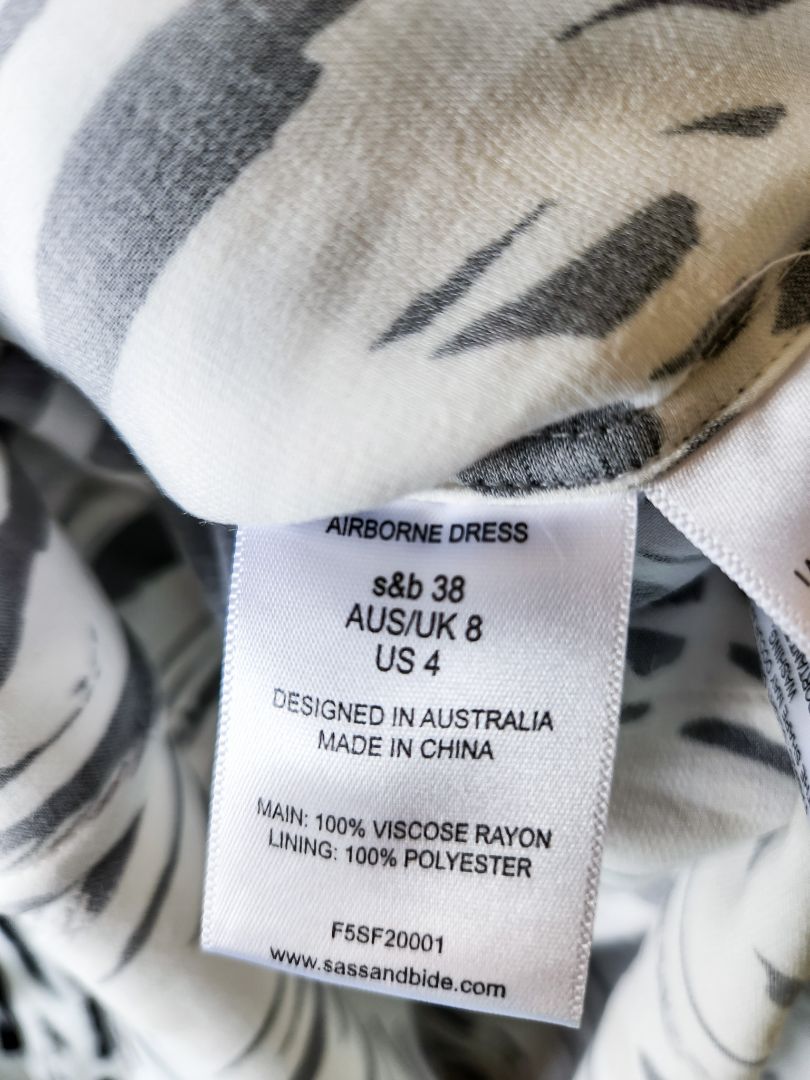 AIRBORNE DRESS
s&b 38
AUS/UK 8
US 4
DESIGNED IN AUSTRALIA
MADE IN CHINA
MAIN: 100% VISCOSE RAYON
LINING: 100% POLYESTER
F5SF20001
www.sassandbide.com